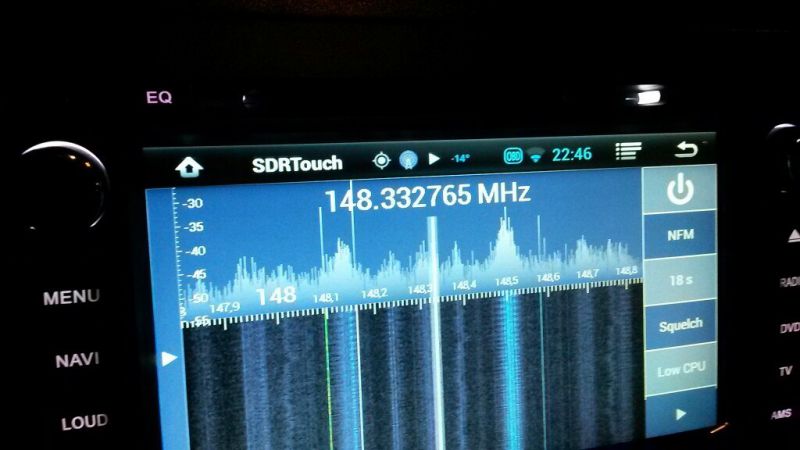 EQ
SDRTouch -14° OBD 22:46
148.332765 MHz
-30
-35
-40
-45
-50
-55
147,9 148 148,1 148,2 148,3 148,4 148,5 148,6 148,7 148,8
NFM
18 s
Squelch
Low CPU
MENU
NAVI
LOUD
RADI
DVD
TV
AMS